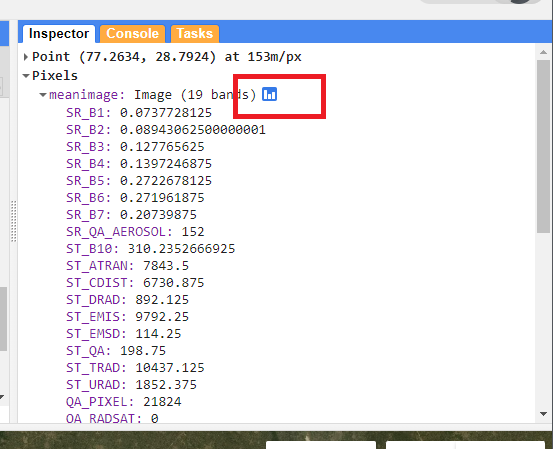 Inspector Console Tasks
Point (77.2634, 28.7924) at 153m/px
Pixels
meanimage: Image (19 bands)
SR_B1: 0.0737728125
SR_B2: 0.08943062500000001
SR_B3: 0.127765625
SR_B4: 0.1397246875
SR_B5: 0.2722678125
SR_B6: 0.271961875
SR_B7: 0.20739875
SR_QA_AEROSOL: 152
ST_B10: 310.2352666925
ST_ATRAN: 7843.5
ST_CDIST: 6730.875
ST_DRAD: 892.125
ST_EMIS: 9792.25
ST_EMSD: 114.25
ST_QA: 198.75
ST_TRAD: 10437.125
ST_URAD: 1852.375
QA_PIXEL: 21824
QA_RADSAT: 0